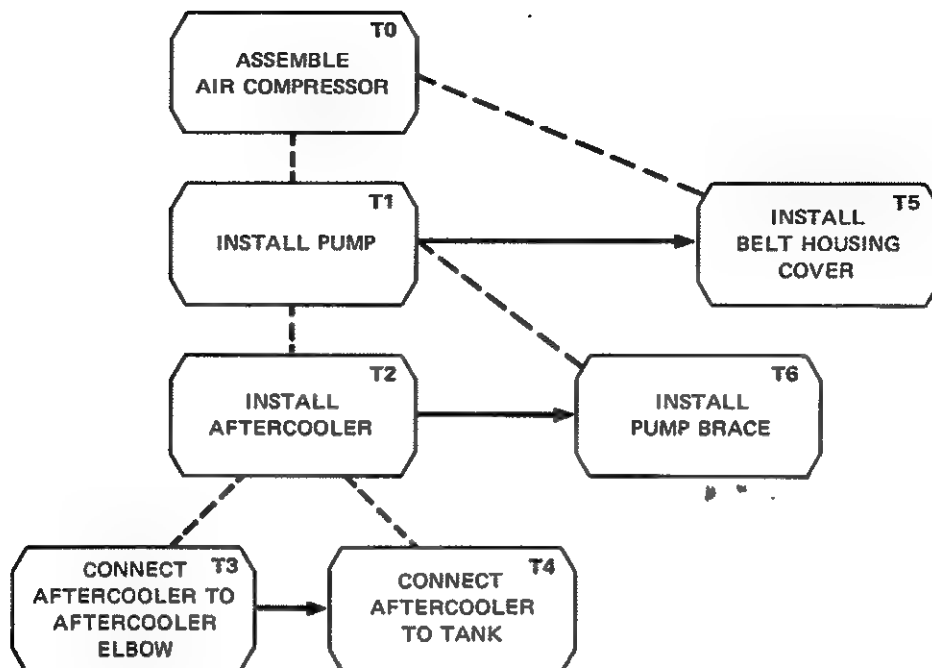 T0
ASSEMBLE
AIR COMPRESSOR
T1
INSTALL PUMP
T5
INSTALL
BELT HOUSING
COVER
T2
INSTALL
AFTERCOOLER
T6
INSTALL
PUMP BRACE
T3
CONNECT
AFTERCOOLER TO
AFTERCOOLER
ELBOW
T4
CONNECT
AFTERCOOLER
TO TANK